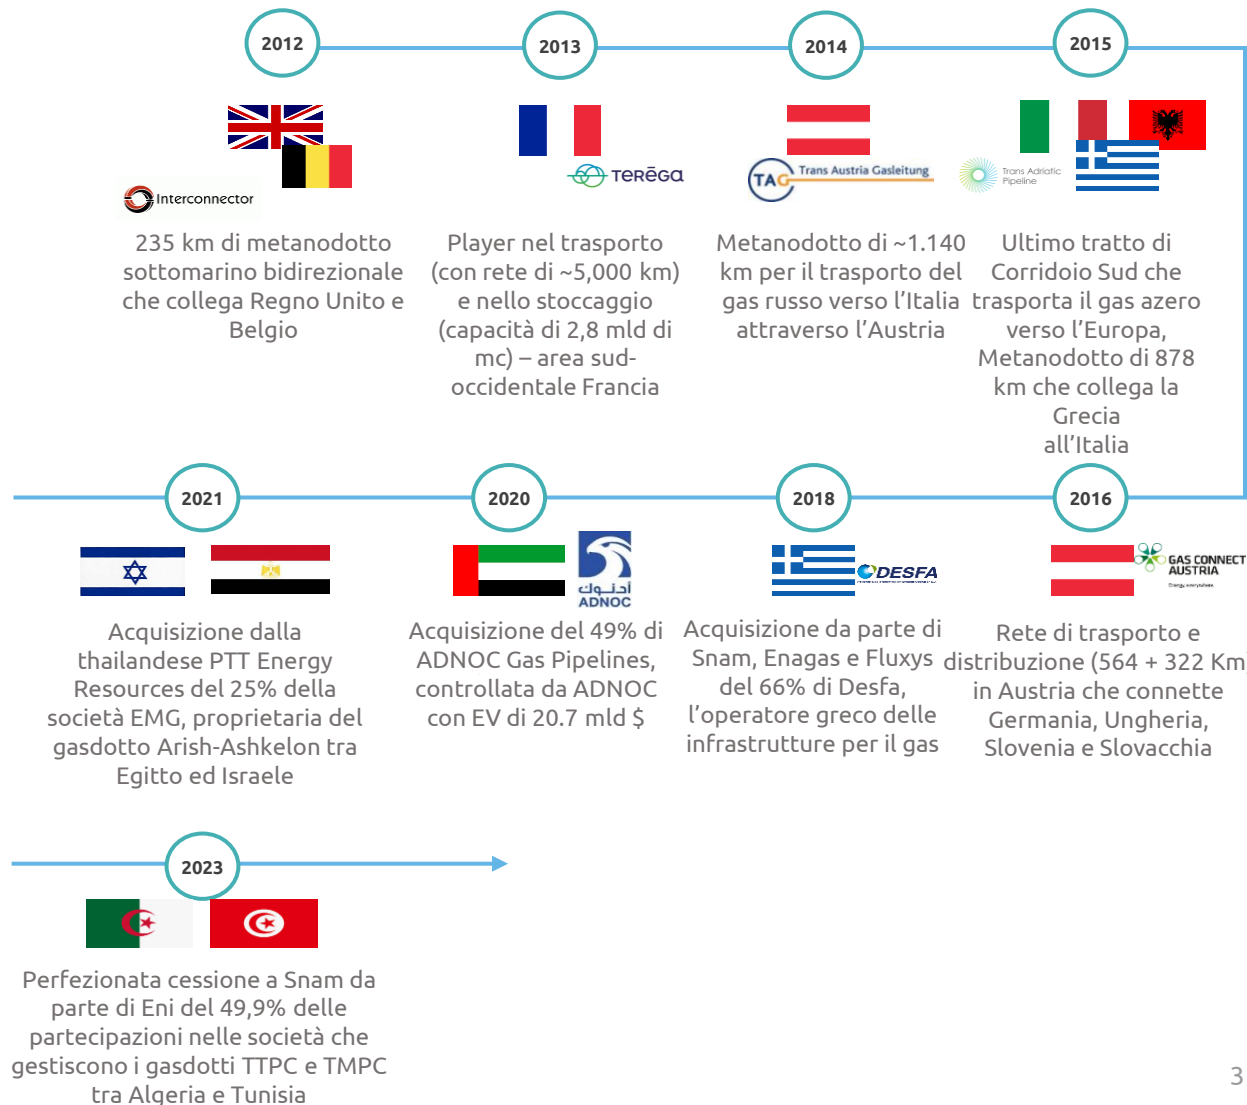 2012
2013
2014
2015
Interconnector
TERĒGA
TAG Trans Austria Gasleitung
Trans Adriatic
Pipeline
235 km di metanodotto
sottomarino bidirezionale
che collega Regno Unito e
Belgio
Player nel trasporto
(con rete di ~5,000 km)
e nello stoccaggio
(capacità di 2,8 mld di
mc) – area sud-
occidentale Francia
Metanodotto di ~1.140
km per il trasporto del
gas russo verso l’Italia
attraverso l’Austria
Ultimo tratto di
Corridoio Sud che
trasporta il gas azero
verso l’Europa,
Metanodotto di 878
km che collega la
Grecia
all’Italia
2021
2020
2018
2016
أدنوك
ADNOC
DESFA
GAS CONNECT
AUSTRIA
Energy everywhere.
Acquisizione dalla
thailandese PTT Energy
Resources del 25% della
società EMG, proprietaria del
gasdotto Arish-Ashkelon tra
Egitto ed Israele
Acquisizione del 49% di
ADNOC Gas Pipelines,
controllata da ADNOC
con EV di 20.7 mld $
Acquisizione da parte di
Snam, Enagas e Fluxys
del 66% di Desfa,
l’operatore greco delle
infrastrutture per il gas
Rete di trasporto e
distribuzione (564 + 322 Km)
in Austria che connette
Germania, Ungheria,
Slovenia e Slovacchia
2023
Perfezionata cessione a Snam da
parte di Eni del 49,9% delle
partecipazioni nelle società che
gestiscono i gasdotti TTPC e TMPC
tra Algeria e Tunisia
3